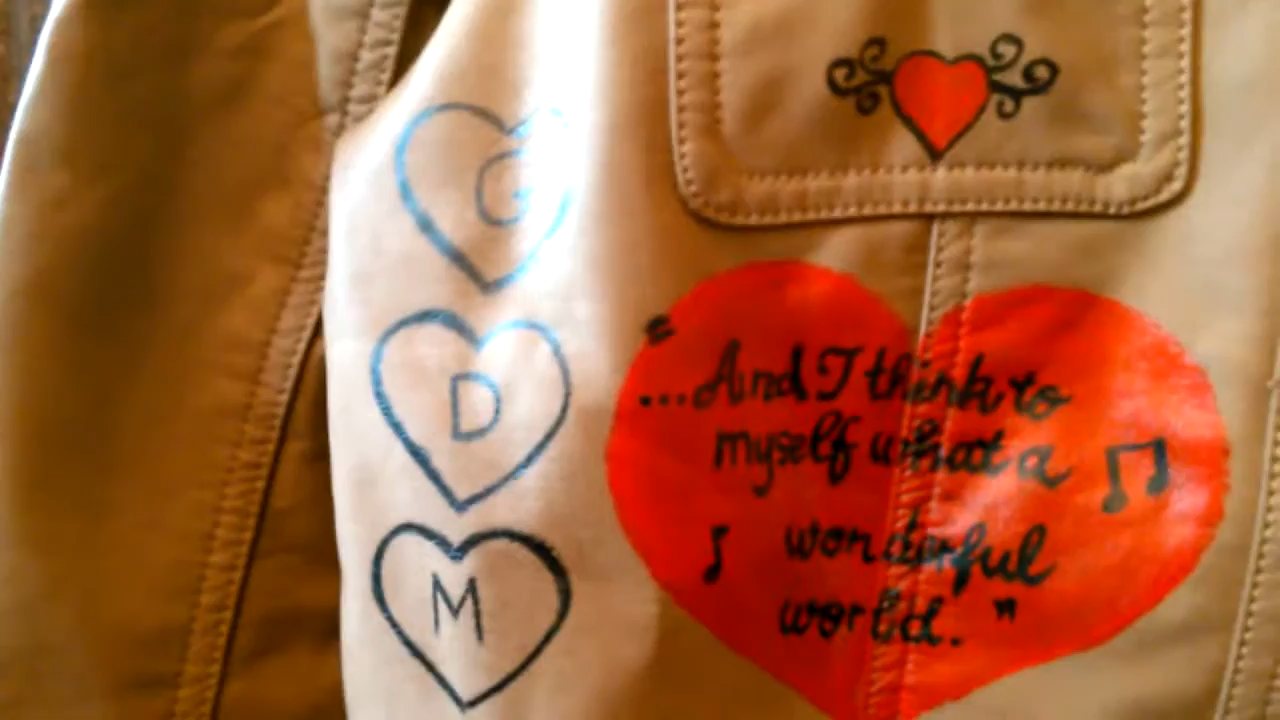 G
D
M
"
...And I think to
myself what a
wonderful
world."